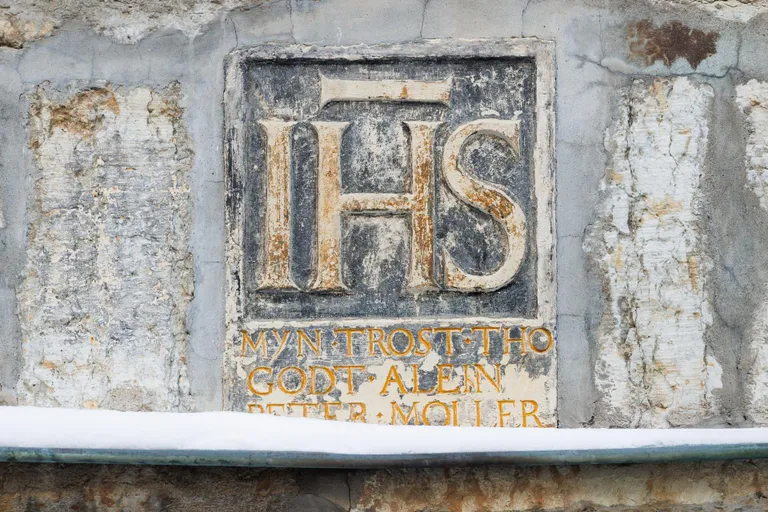 IHS
MYN·TROST·THO
GODT·ALEIN
PETER·MOLLER